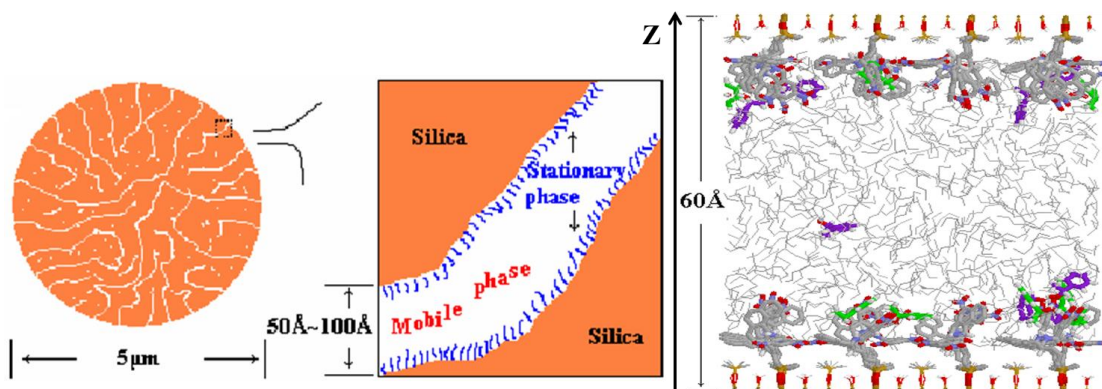 5μm
50Å~100Å
Silica
Stationary
phase
Mobile phase
Silica
Z
60Å